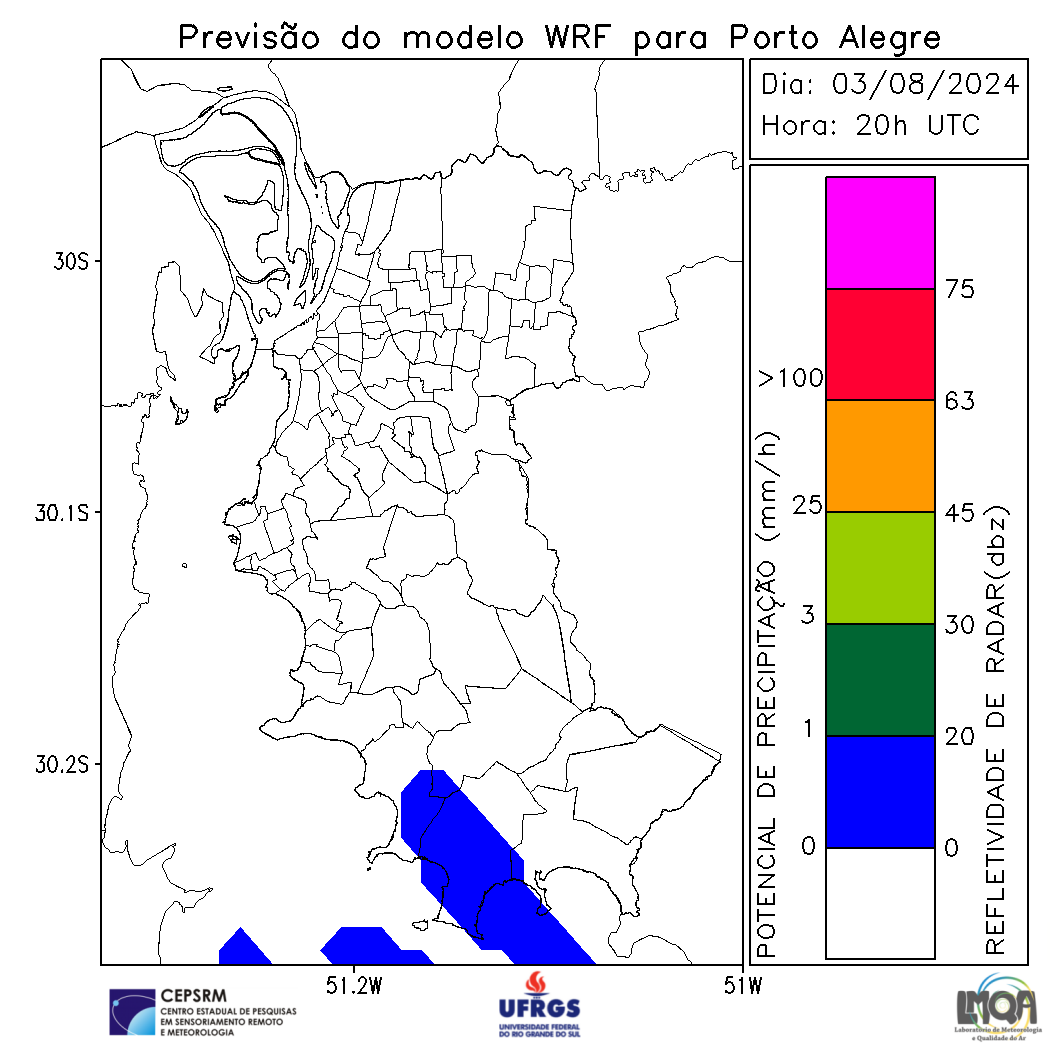 Previsão do modelo WRF para Porto Alegre
Dia: 03/08/2024
Hora: 20h UTC
30S
30.1S
30.2S
51.2W
51W
POTENCIAL DE PRECIPITAÇÃO (mm/h)
>100
25
3
1
0
75
63
45
30
20
0
REFLETIVIDADE DE RADAR(dbz)
CEPSRM
CENTRO ESTADUAL DE PESQUISAS
EM SENSORIAMENTO REMOTO
E METEOROLOGIA
UFRGS
UNIVERSIDADE FEDERAL
DO RIO GRANDE DO SUL
LMQA
Laboratório de Meteorologia
e Qualidade do Ar